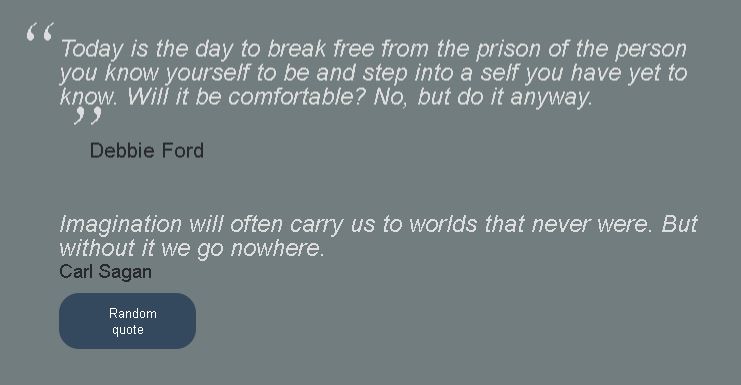 “
Today is the day to break free from the prison of the person
you know yourself to be and step into a self you have yet to
know. Will it be comfortable? No, but do it anyway.
”
Debbie Ford
Imagination will often carry us to worlds that never were. But
without it we go nowhere.
Carl Sagan
Random
quote